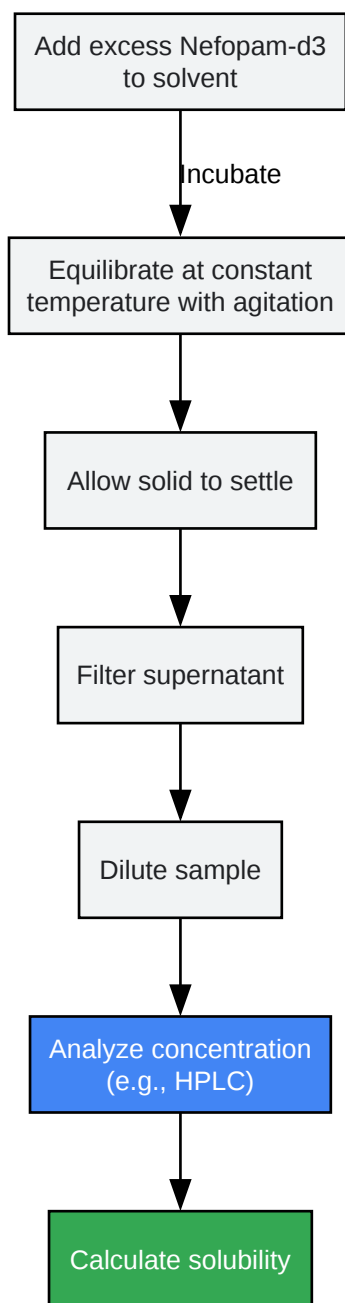 Add excess Nefopam-d3
to solvent
Incubate
Equilibrate at constant
temperature with agitation
Allow solid to settle
Filter supernatant
Dilute sample
Analyze concentration
(e.g., HPLC)
Calculate solubility